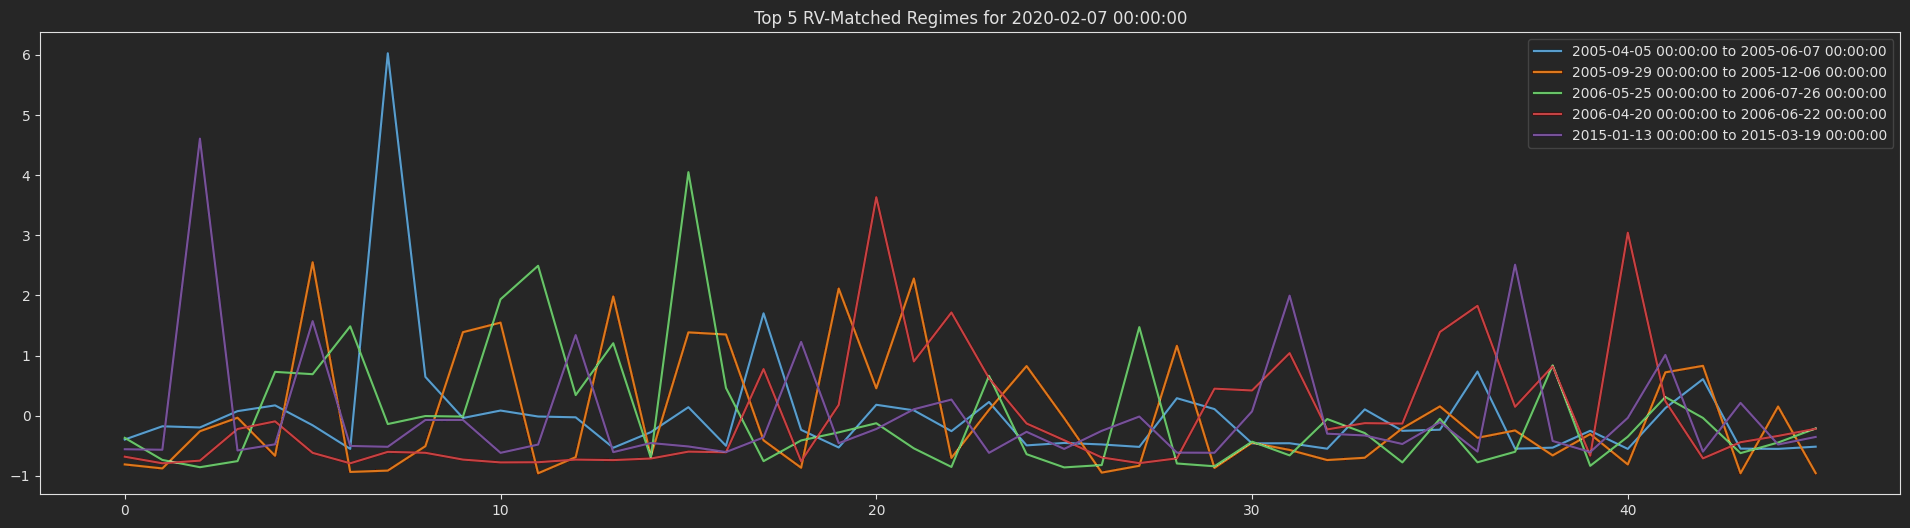 Top 5 RV-Matched Regimes for 2020-02-07 00:00:00
2005-04-05 00:00:00 to 2005-06-07 00:00:00
2005-09-29 00:00:00 to 2005-12-06 00:00:00
2006-05-25 00:00:00 to 2006-07-26 00:00:00
2006-04-20 00:00:00 to 2006-06-22 00:00:00
2015-01-13 00:00:00 to 2015-03-19 00:00:00
6
5
4
3
2
1
0
−1
0 10 20 30 40